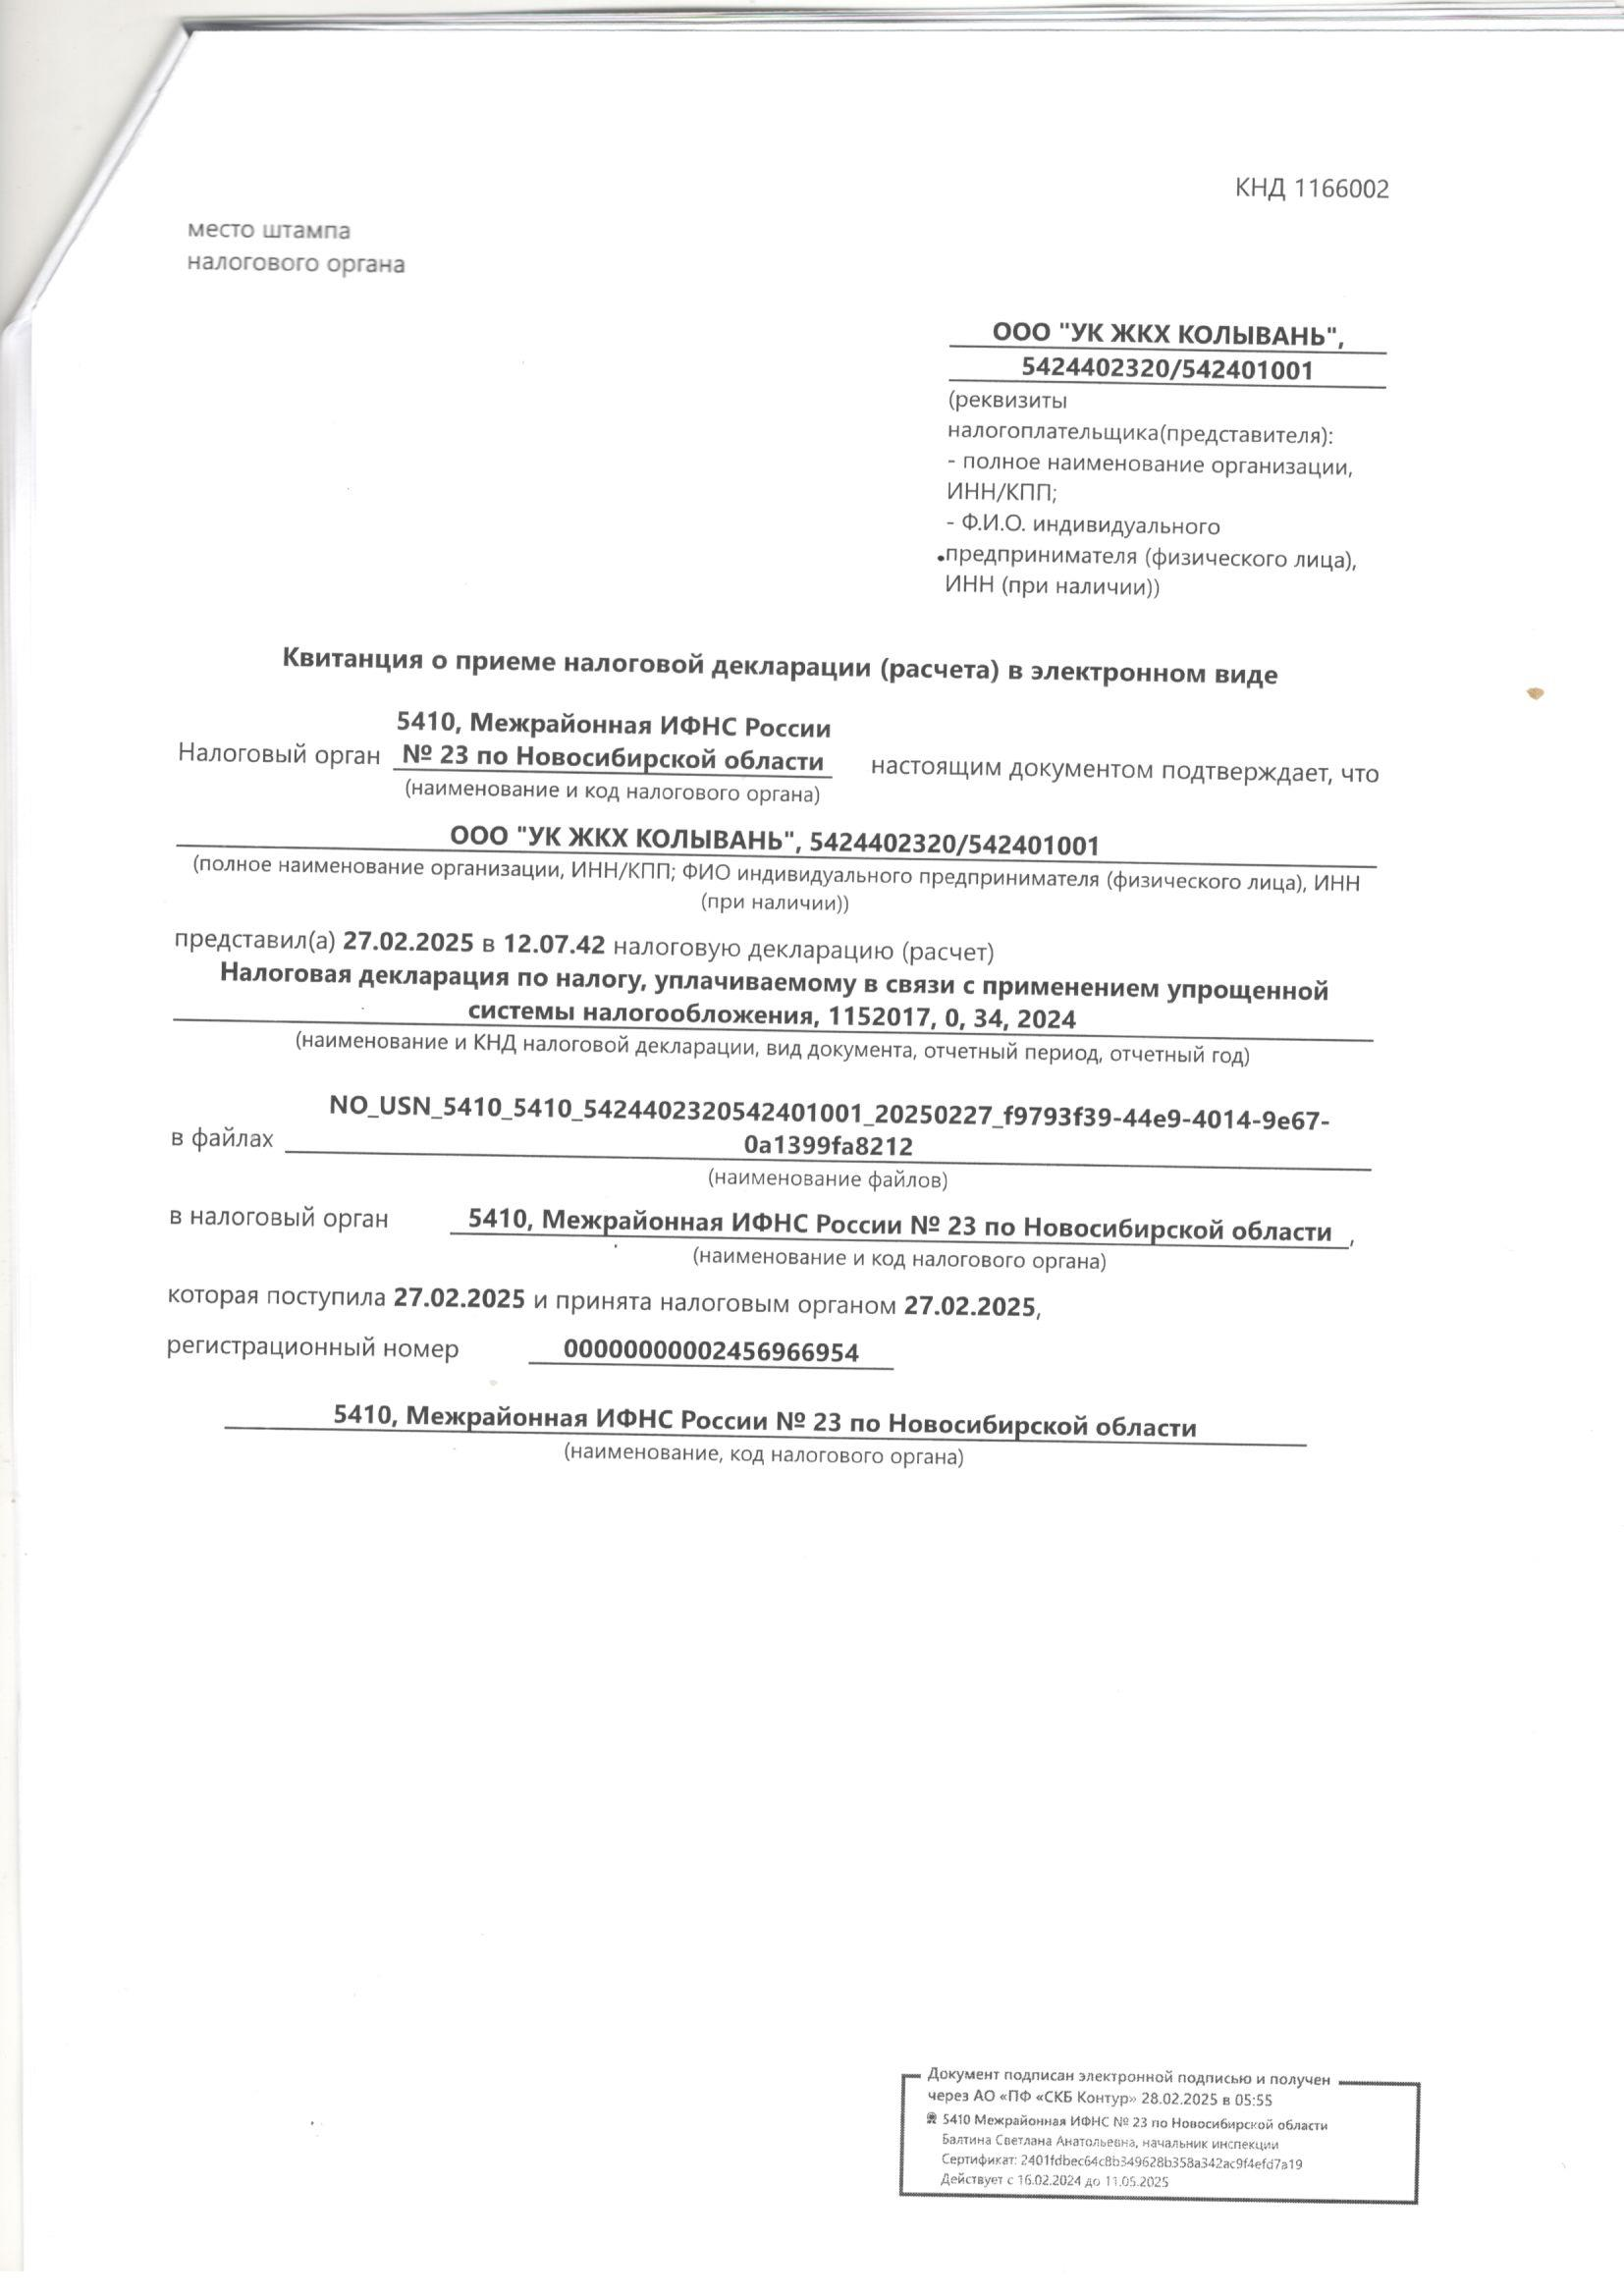 КНД 1166002
место штампа
налогового органа
ООО "УК ЖКХ КОЛЫВАНЬ",
5424402320/542401001
(реквизиты
налогоплательщика(представителя):
- полное наименование организации,
ИНН/КПП;
- Ф.И.О. индивидуального
предпринимателя (физического лица),
ИНН (при наличии))
Квитанция о приеме налоговой декларации (расчета) в электронном виде
5410, Межрайонная ИФНС России
Налоговый орган № 23 по Новосибирской области настоящим документом подтверждает, что
(наименование и код налогового органа)
ООО "УК ЖКХ КОЛЫВАНЬ", 5424402320/542401001
(полное наименование организации, ИНН/КПП; ФИО индивидуального предпринимателя (физического лица), ИНН
(при наличии))
представил(а) 27.02.2025 в 12.07.42 налоговую декларацию (расчет)
Налоговая декларация по налогу, уплачиваемому в связи с применением упрощенной
системы налогообложения, 1152017, 0, 34, 2024
(наименование и КНД налоговой декларации, вид документа, отчетный период, отчетный год)
NO_USN_5410_5410_5424402320542401001_20250227_f9793f39-44e9-4014-9e67-
в файлах 0a1399fa8212
(наименование файлов)
в налоговый орган 5410, Межрайонная ИФНС России № 23 по Новосибирской области ,
(наименование и код налогового органа)
которая поступила 27.02.2025 и принята налоговым органом 27.02.2025,
регистрационный номер 00000000002456966954
5410, Межрайонная ИФНС России № 23 по Новосибирской области
(наименование, код налогового органа)
Документ подписан электронной подписью и получен
через АО «ПФ «СКБ Контур» 28.02.2025 в 05:55
5410 Межрайонная ИФНС № 23 по Новосибирской области
Балтина Светлана Анатольевна, начальник инспекции
Сертификат: 2401fdbec64c8b349628b358a342ac9f4efd7a19
Действует с 16.02.2024 до 11.05.2025